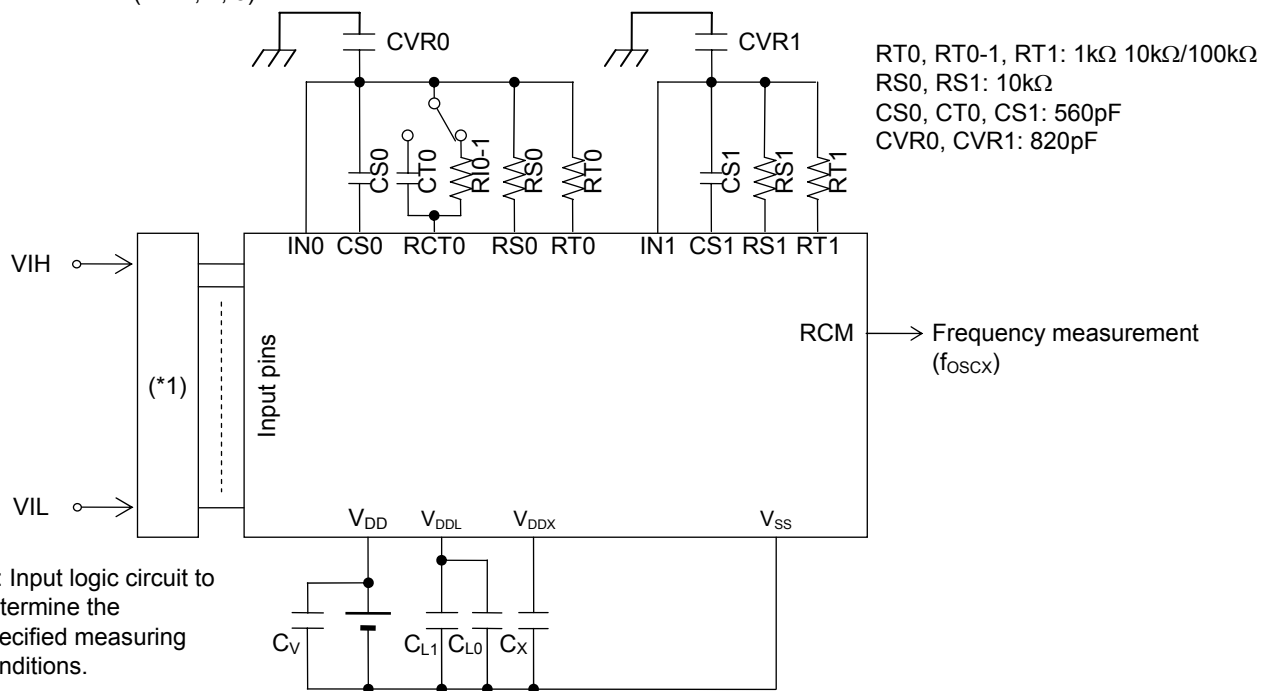 CVR0
CVR1
RT0, RT0-1, RT1: 1kΩ 10kΩ/100kΩ
RS0, RS1: 10kΩ
CS0, CT0, CS1: 560pF
CVR0, CVR1: 820pF
CS0
CT0
RI0-1
RS0
RT0
CS1
RS1
RT1
IN0 CS0 RCT0 RS0 RT0
IN1 CS1 RS1 RT1
VIH
(*1)
Input pins
RCM
Frequency measurement
(fOSCX)
VIL
VDD
VDDL
VDDX
VSS
: Input logic circuit to
termine the
ecified measuring
nditions.
CV
CL1
CL0
CX